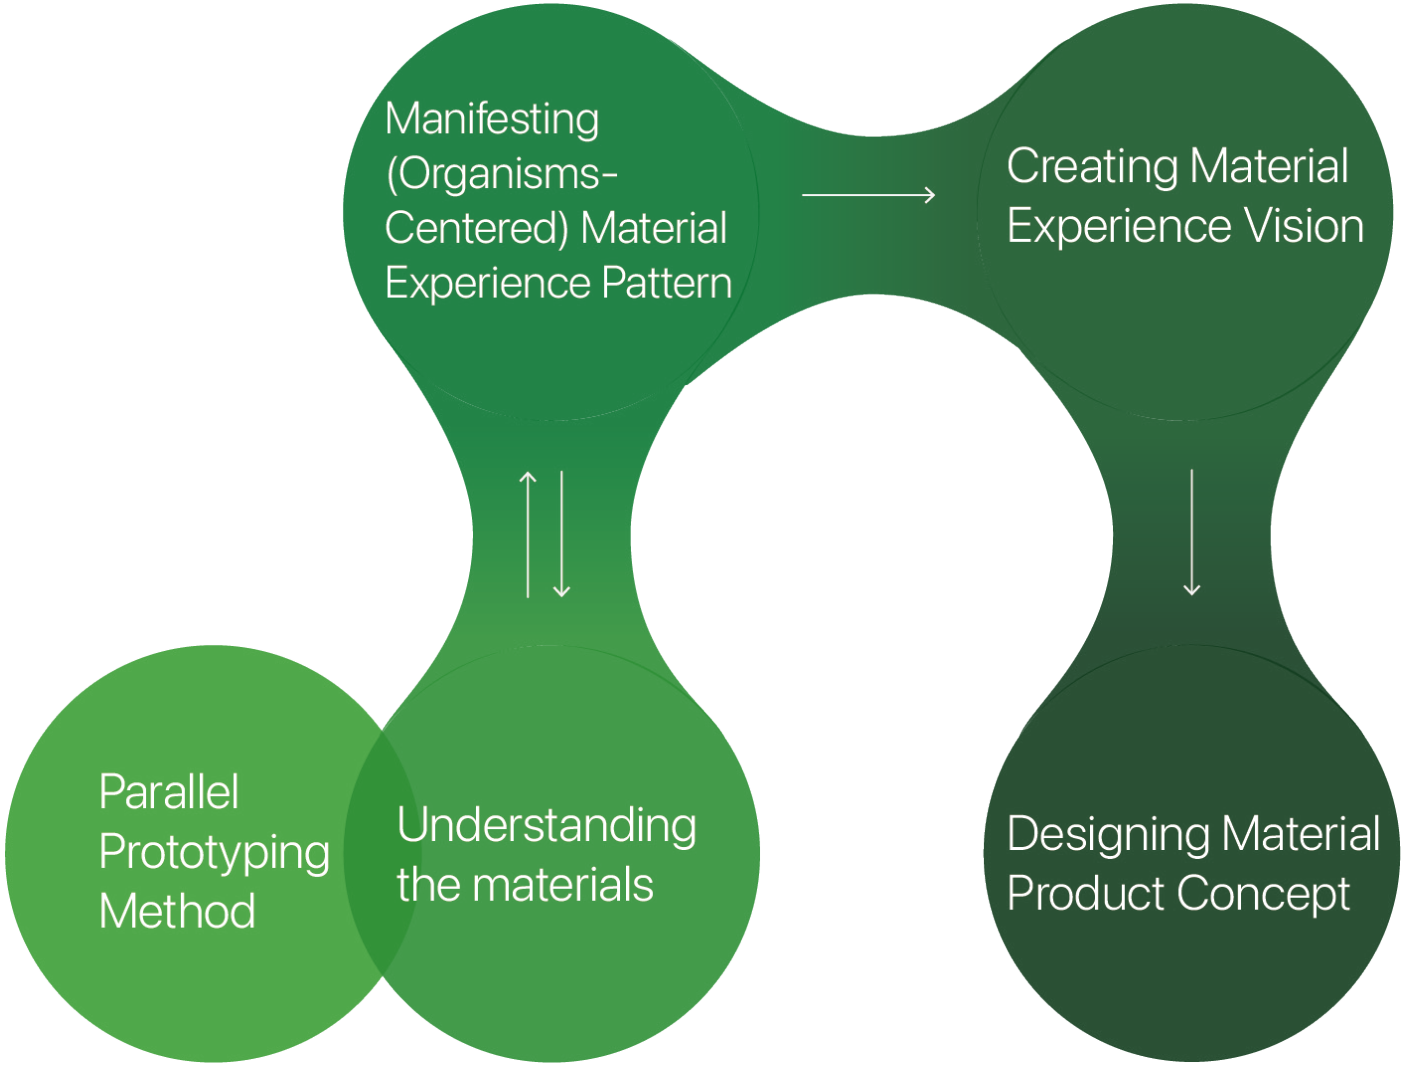 Manifesting
(Organisms-
Centered) Material
Experience Pattern
Creating Material
Experience Vision
Parallel
Prototyping
Method
Understanding
the materials
Designing Material
Product Concept